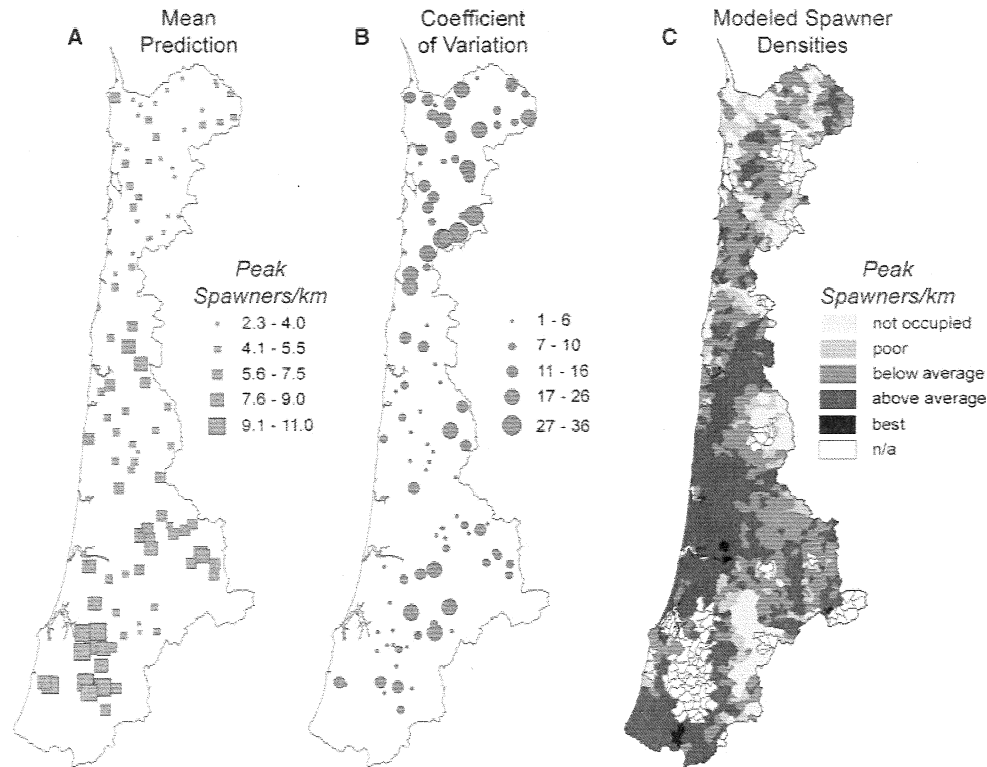 A
Mean
Prediction
B
Coefficient
of Variation
C
Modeled Spawner
Densities
Peak
Spawners/km
2.3 - 4.0
4.1 - 5.5
5.6 - 7.5
7.6 - 9.0
9.1 - 11.0
1 - 6
7 - 10
11 - 16
17 - 26
27 - 36
Peak
Spawners/km
not occupied
poor
below average
above average
best
n/a